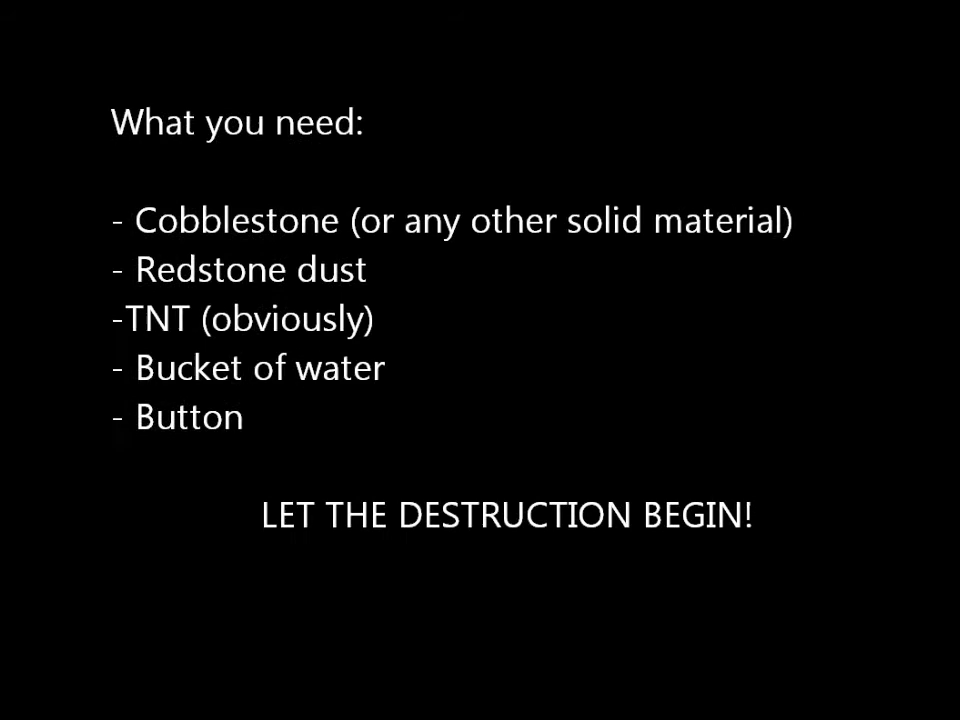 What you need:
- Cobblestone (or any other solid material)
- Redstone dust
-TNT (obviously)
- Bucket of water
- Button
LET THE DESTRUCTION BEGIN!